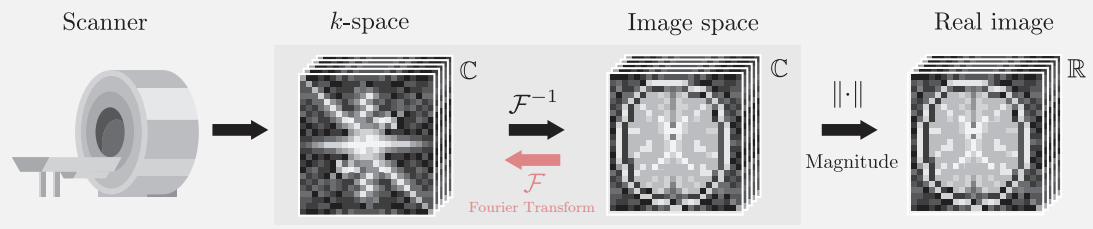 Scanner
k-space
Image space
Real image
ℂ
ℂ
ℝ
ℱ⁻¹
ℱ
Fourier Transform
‖·‖
Magnitude